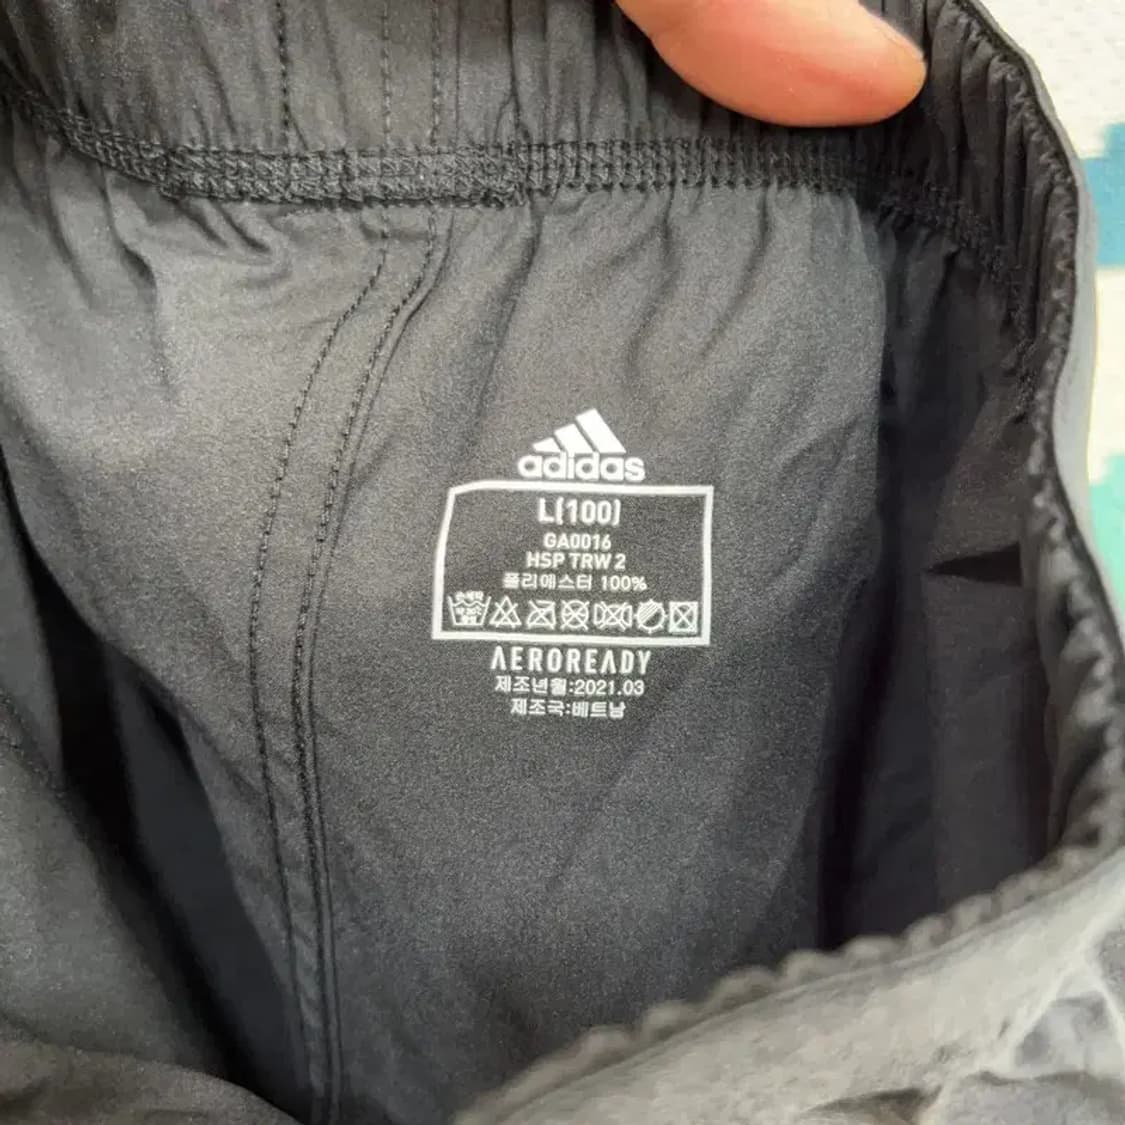 adidas
L(100)
GA0016
HSP TRW 2
폴리에스터 100%
AEROREADY
제조년월:2021.03
제조국:베트남